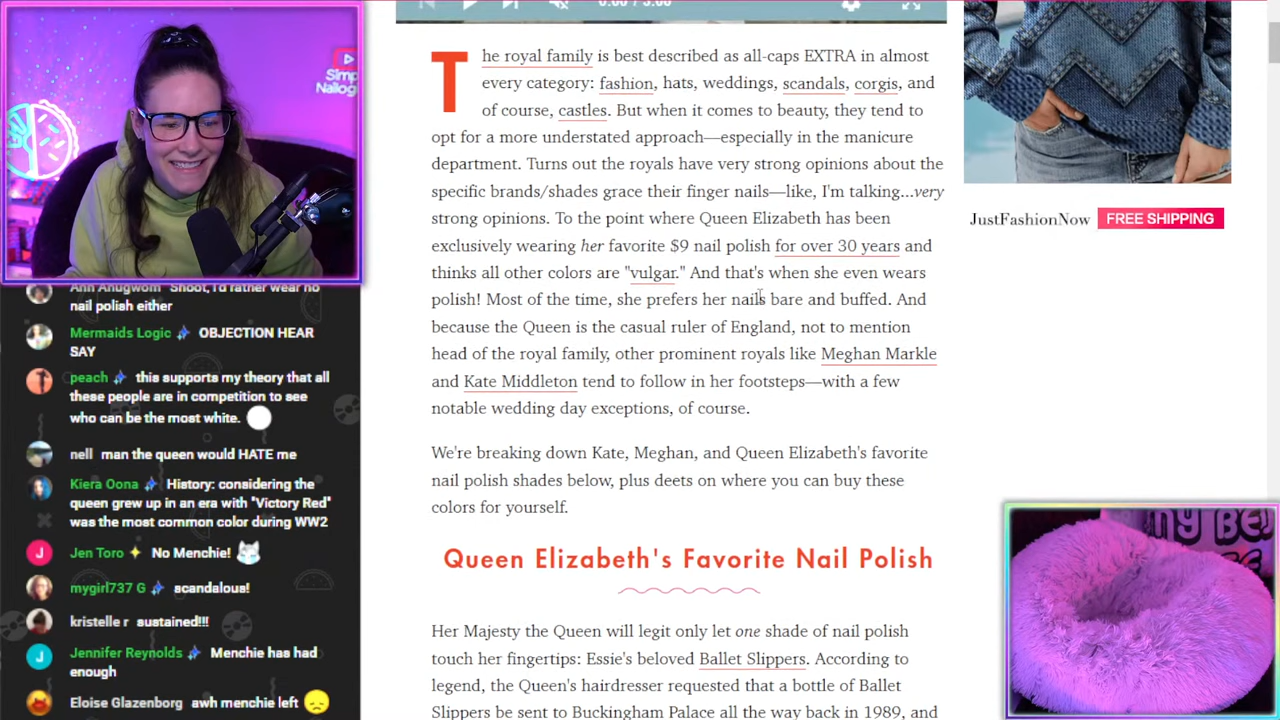 0:00 / 3:06
Simply
Nailogi
The royal family is best described as all-caps EXTRA in almost
every category: fashion, hats, weddings, scandals, corgis, and
of course, castles. But when it comes to beauty, they tend to
opt for a more understated approach—especially in the manicure
department. Turns out the royals have very strong opinions about the
specific brands/shades grace their finger nails—like, I'm talking...very
strong opinions. To the point where Queen Elizabeth has been
exclusively wearing her favorite $9 nail polish for over 30 years and
thinks all other colors are "vulgar." And that's when she even wears
polish! Most of the time, she prefers her nails bare and buffed. And
because the Queen is the casual ruler of England, not to mention
head of the royal family, other prominent royals like Meghan Markle
and Kate Middleton tend to follow in her footsteps—with a few
notable wedding day exceptions, of course.
We're breaking down Kate, Meghan, and Queen Elizabeth's favorite
nail polish shades below, plus deets on where you can buy these
colors for yourself.
Queen Elizabeth's Favorite Nail Polish
Her Majesty the Queen will legit only let one shade of nail polish
touch her fingertips: Essie's beloved Ballet Slippers. According to
legend, the Queen's hairdresser requested that a bottle of Ballet
Slippers be sent to Buckingham Palace all the way back in 1989, and
JustFashionNow FREE SHIPPING
Ann Anugwom Shoot, I'd rather wear no
nail polish either
Mermaids Logic OBJECTION HEAR
SAY
peach this supports my theory that all
these people are in competition to see
who can be the most white.
nell man the queen would HATE me
Kiera Oona History: considering the
queen grew up in an era with "Victory Red"
was the most common color during WW2
J Jen Toro No Menchie!
mygirl737 G scandalous!
kristelle r sustained!!!
J Jennifer Reynolds Menchie has had
enough
Eloise Glazenborg awh menchie left
MY BE